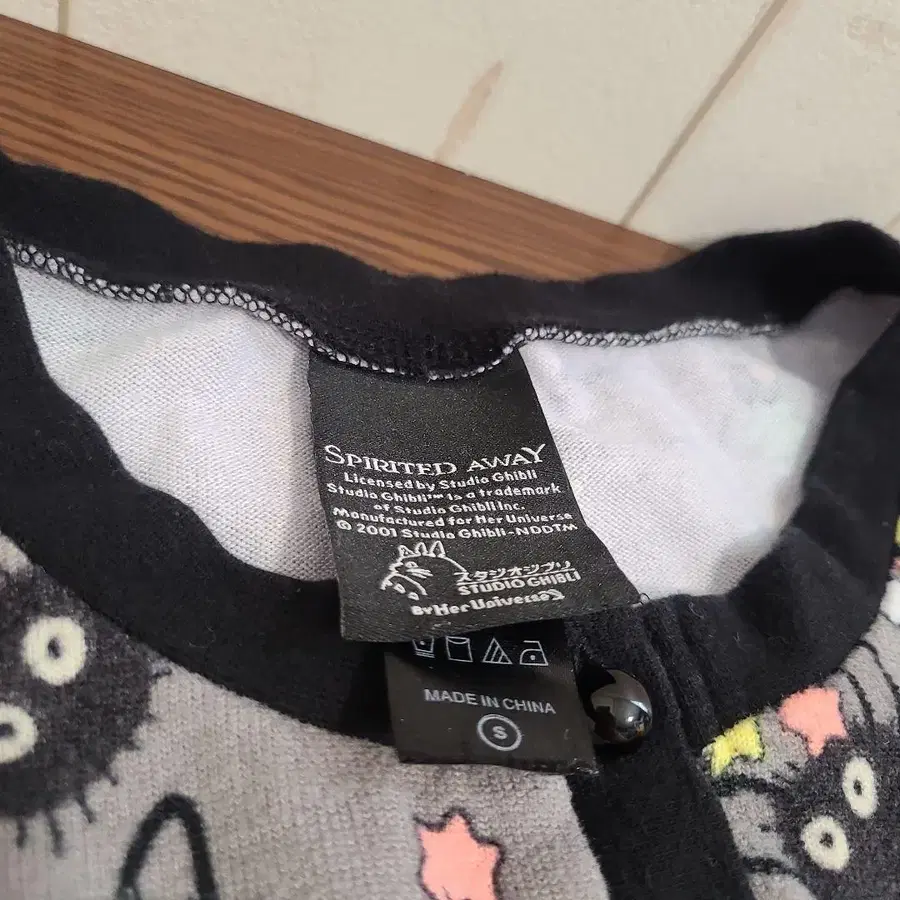 SPIRITED AWAY
Licensed by Studio Ghibli
Studio Ghibli™ is a trademark
of Studio Ghibli Inc.
Manufactured for Her Universe
© 2001 Studio Ghibli-NDDTM
スタジオジブリ
STUDIO GHIBLI
By Her Universe
MADE IN CHINA
S